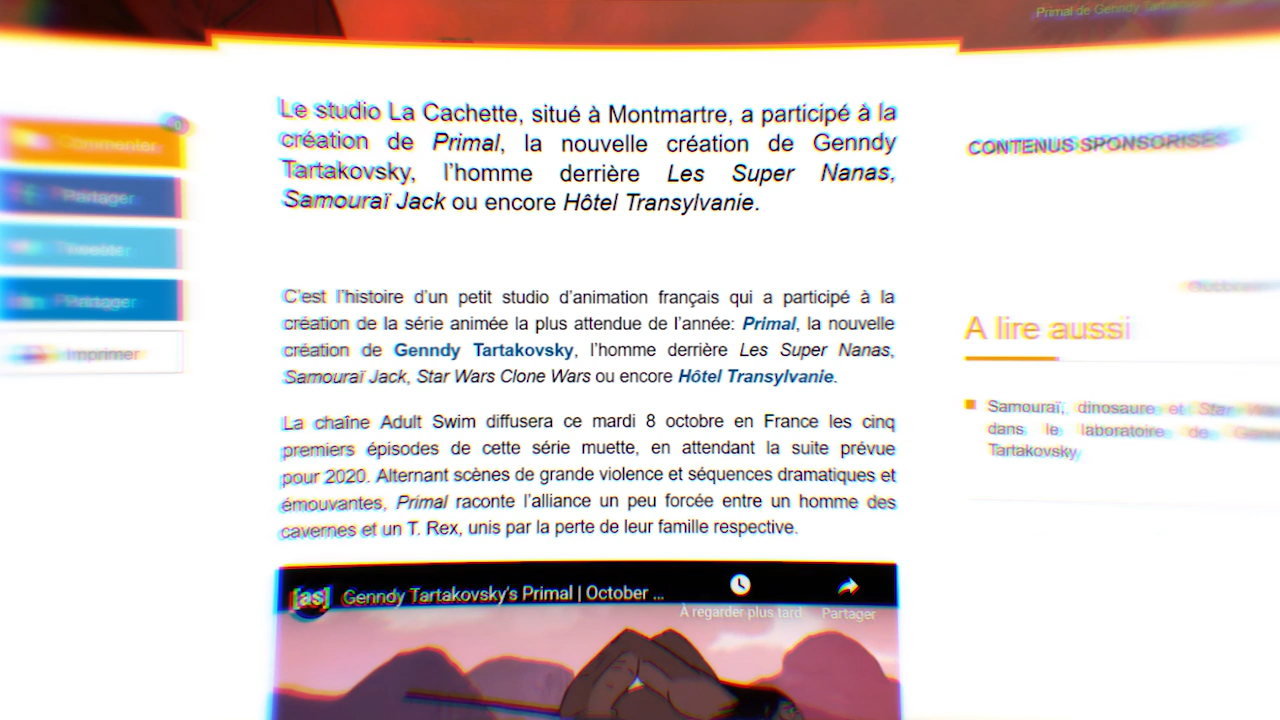 Primal de Genndy
0
Commenter
Partager
Tweeter
Partager
Imprimer
Le studio La Cachette, situé à Montmartre, a participé à la
création de Primal, la nouvelle création de Genndy
Tartakovsky, l'homme derrière Les Super Nanas,
Samouraï Jack ou encore Hôtel Transylvanie.
C'est l'histoire d'un petit studio d'animation français qui a participé à la
création de la série animée la plus attendue de l'année: Primal, la nouvelle
création de Genndy Tartakovsky, l'homme derrière Les Super Nanas,
Samouraï Jack, Star Wars Clone Wars ou encore Hôtel Transylvanie.
La chaîne Adult Swim diffusera ce mardi 8 octobre en France les cinq
premiers épisodes de cette série muette, en attendant la suite prévue
pour 2020. Alternant scènes de grande violence et séquences dramatiques et
émouvantes, Primal raconte l'alliance un peu forcée entre un homme des
cavernes et un T. Rex, unis par la perte de leur famille respective.
[as] Genndy Tartakovsky's Primal | October ...
À regarder plus tard
Partager
CONTENUS SPONSORISÉS
A lire aussi
Samouraï, dinosaure et Star
dans le laboratoire de
Tartakovsky